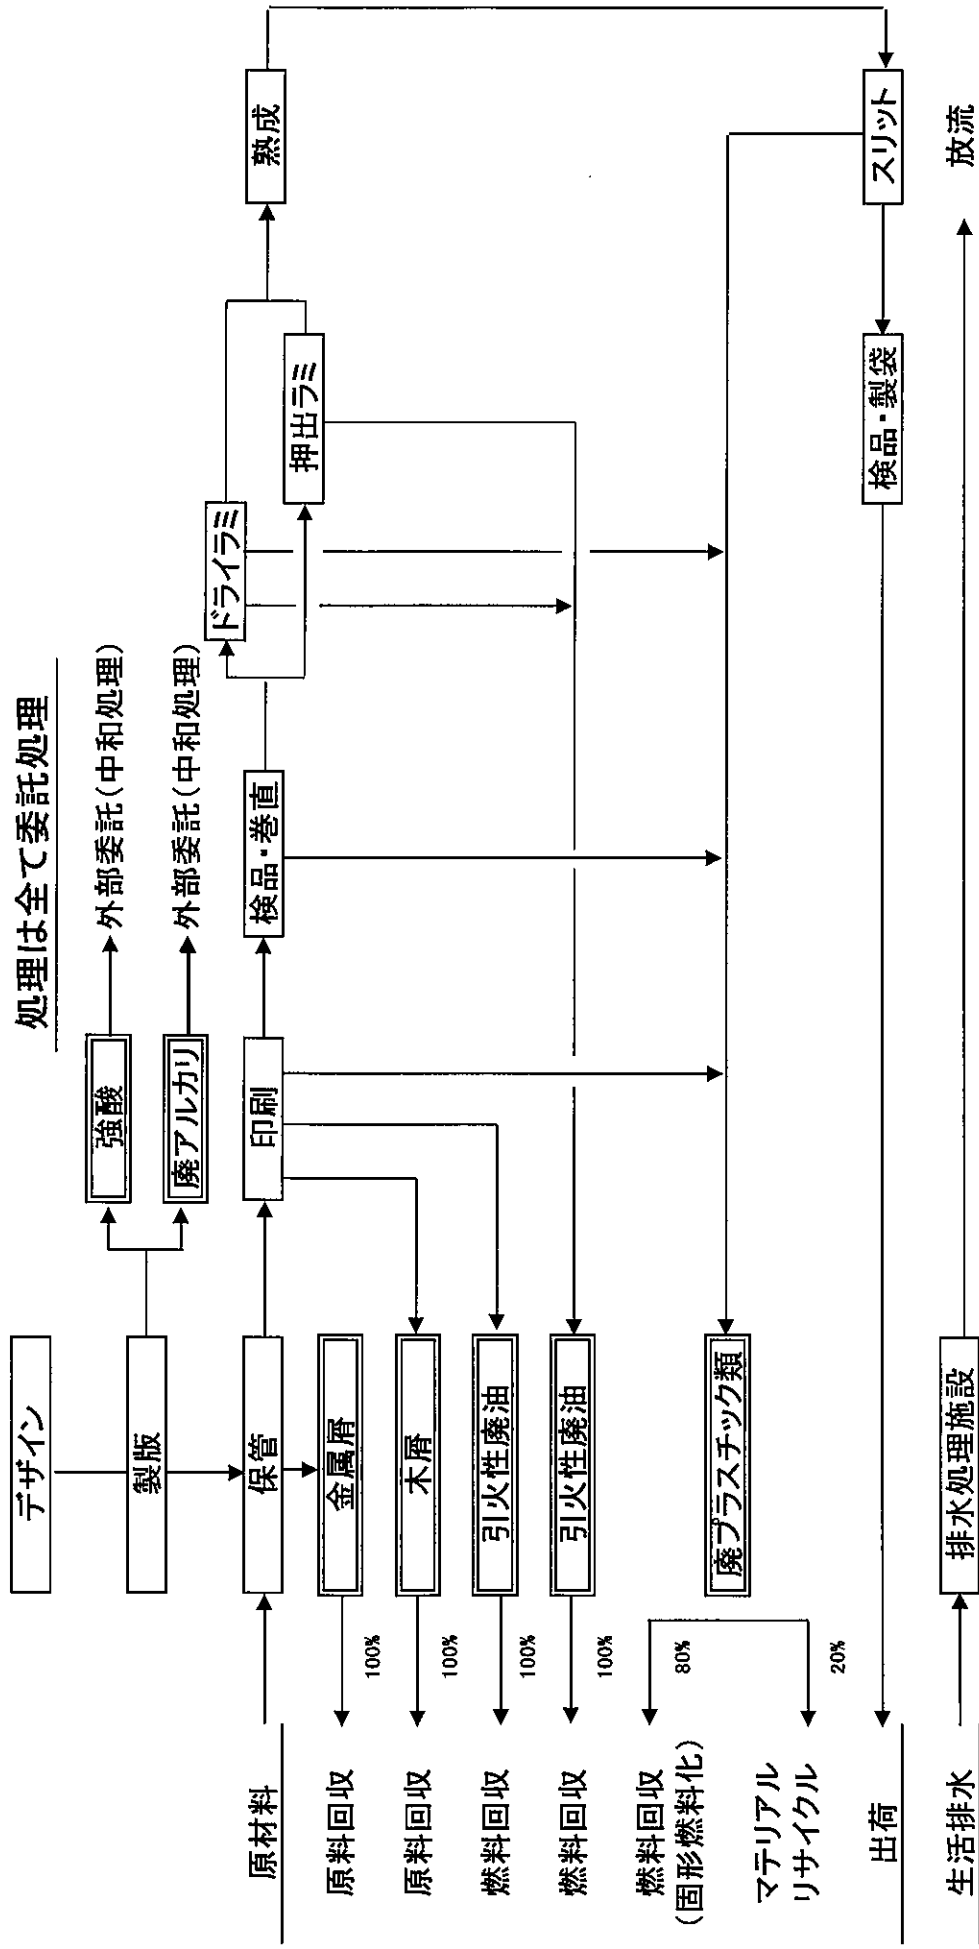 処理は全て委託処理
デザイン
製版
強酸
外部委託(中和処理)
廃アルカリ
外部委託(中和処理)
原材料
保管
印刷
検品・巻直
ドライラミ
押出ラミ
熟成
原料回収
100%
金属屑
原料回収
100%
木屑
燃料回収
100%
引火性廃油
燃料回収
100%
引火性廃油
燃料回収
(固形燃料化)
80%
廃プラスチック類
マテリアル
リサイクル
20%
出荷
検品・製袋
スリット
生活排水
排水処理施設
放流